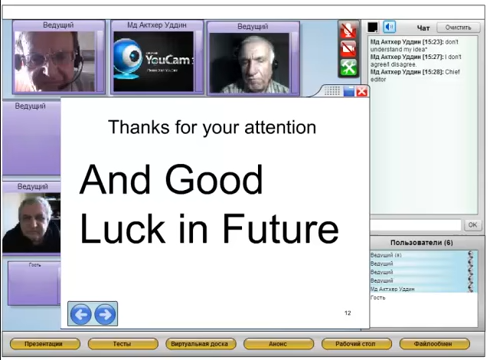 Ведущий
Мд Актхер Уддин
Ведущий
YouCam
Чат
Очистить
Мд Актхер Уддин [15:23]: don't
understand my idea*
Мд Актхер Уддин [15:27]: I don't
agree/I disagree.
Мд Актхер Уддин [15:28]: Chief
editor
Ведущий
Thanks for your attention
And Good
Luck in Future
12
Ведущий
Гость
OK
Пользователи (6)
Ведущий (я)
Ведущий
Ведущий
Ведущий
Мд Актхер Уддин
Гость
Презентации
Тесты
Виртуальная доска
Анонс
Рабочий стол
Файлообмен